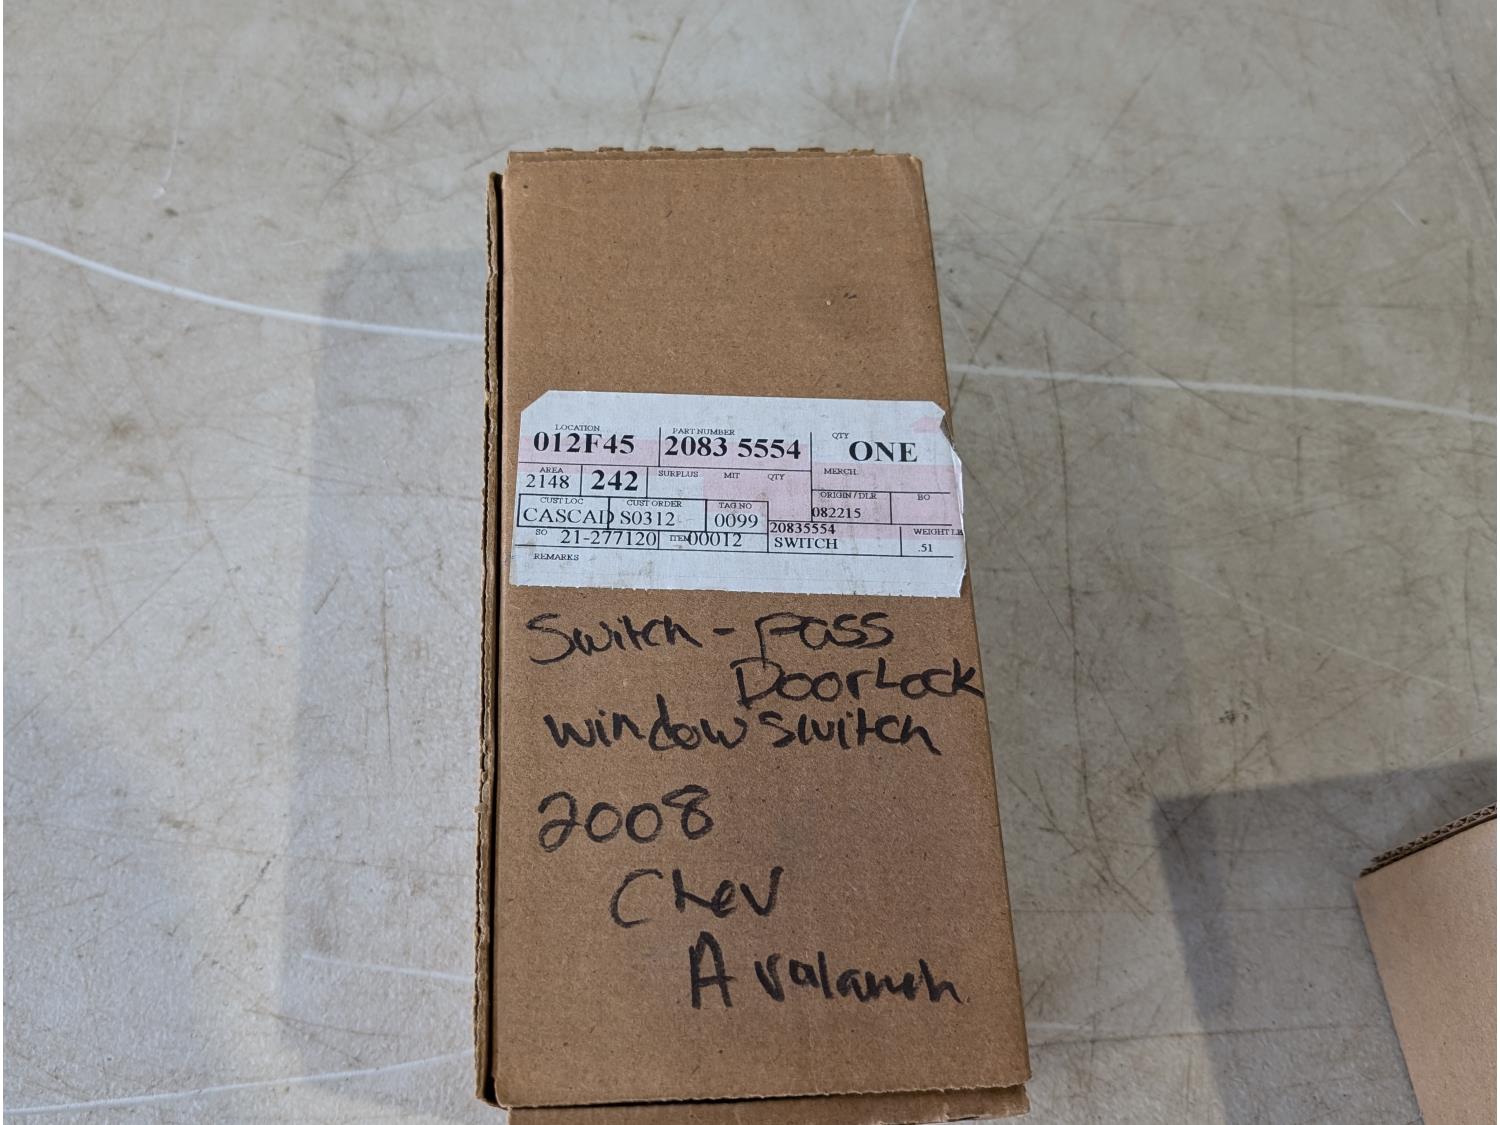 LOCATION PART NUMBER QTY
012F45 2083 5554 ONE
AREA SURPLUS MIT QTY MERCH.
2148 242
CUST LOC CUST ORDER TAG NO ORIGIN / DLR BO
CASCAD S0312 0099 082215
20835554 WEIGHT LB
SO 21-277120 ITEM 00012 SWITCH .51
REMARKS
Switch - Pass
Door Lock
window switch
2008
Chev
Avalanch